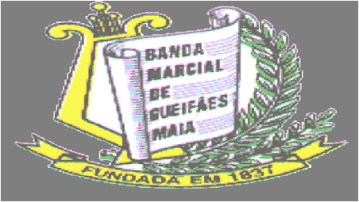 BANDA
MARCIAL
DE
GUEIFÃES
MAIA
FUNDADA EM 1837